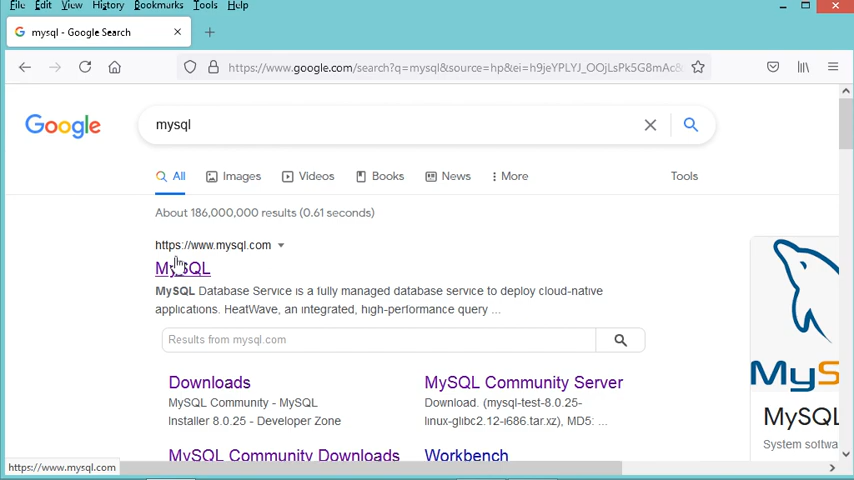 File Edit View History Bookmarks Tools Help
mysql - Google Search
https://www.google.com/search?q=mysql&source=hp&ei=h9jeYPLYJ_OOjLsPk5G8mAc&
Google
mysql
All Images Videos Books News More Tools
About 186,000,000 results (0.61 seconds)
https://www.mysql.com
MySQL
MySQL Database Service is a fully managed database service to deploy cloud-native
applications. HeatWave, an integrated, high-performance query ...
Results from mysql.com
Downloads
MySQL Community - MySQL
Installer 8.0.25 - Developer Zone
MySQL Community Server
Download. (mysql-test-8.0.25-
linux-glibc2.12-i686.tar.xz), MD5: ...
MySQL Community Downloads
Workbench
MyS
MySQL
System softwa
https://www.mysql.com